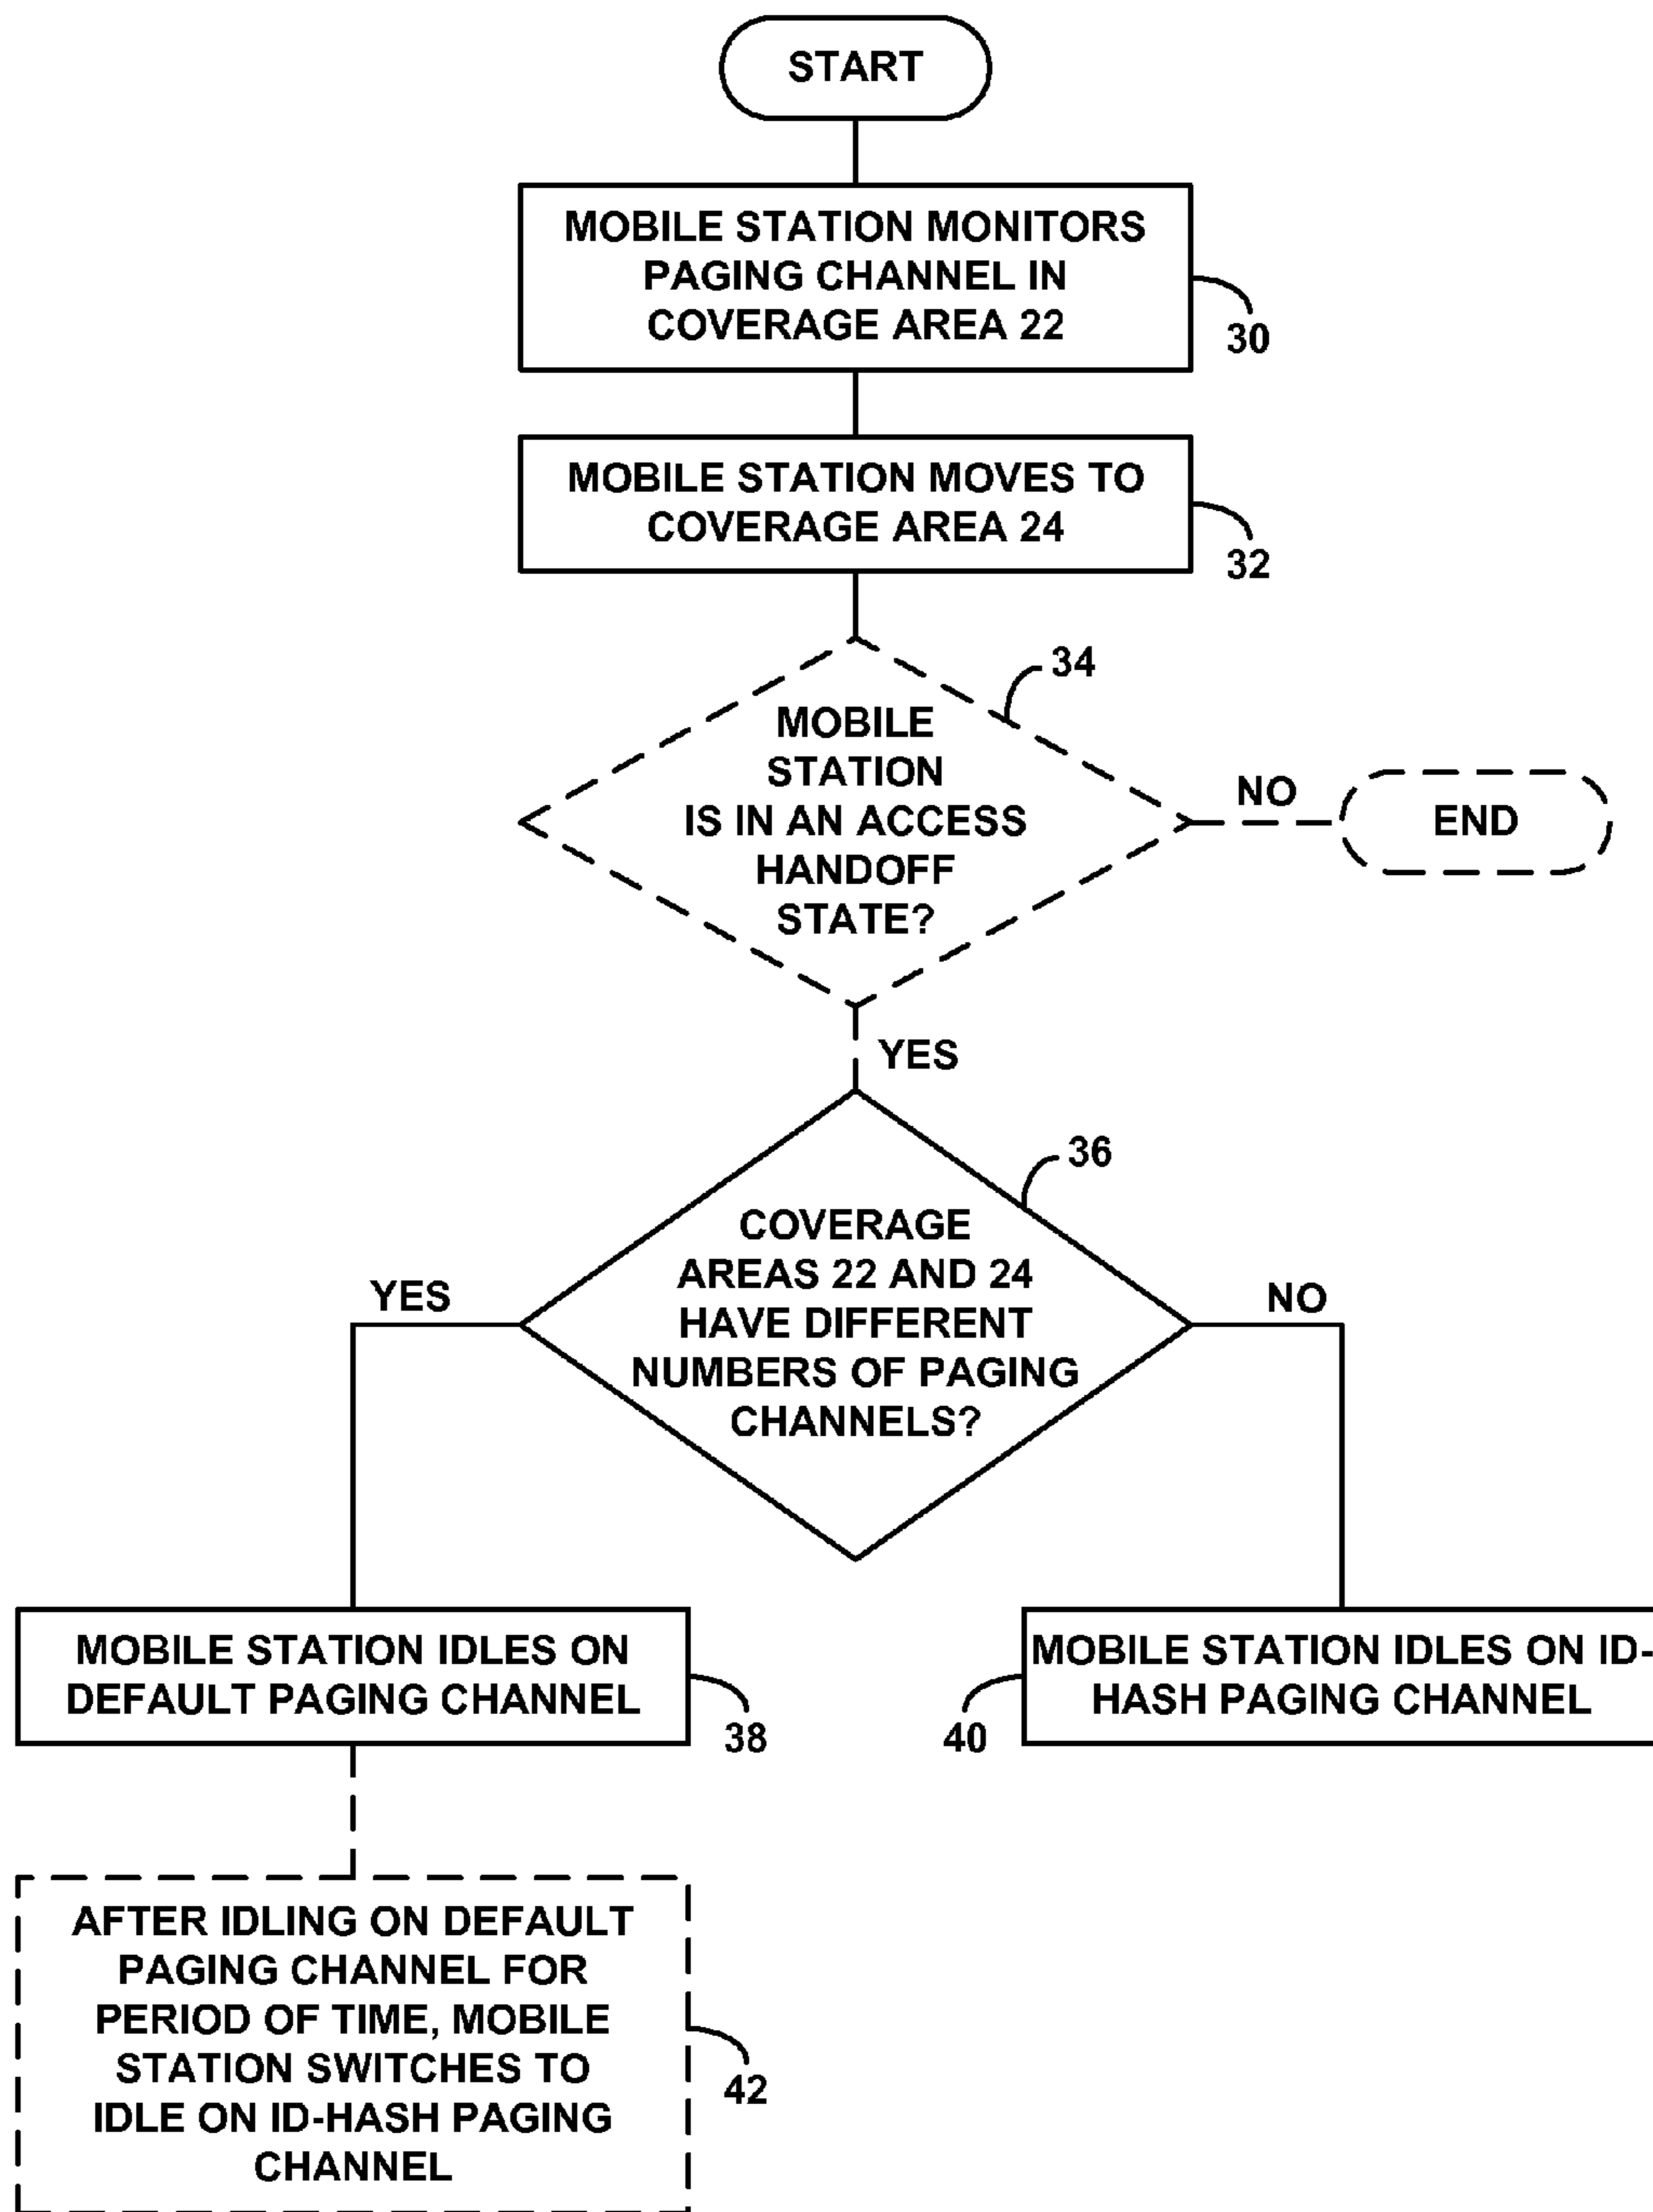 START
MOBILE STATION MONITORS
PAGING CHANNEL IN
COVERAGE AREA 22
30
MOBILE STATION MOVES TO
COVERAGE AREA 24
32
34
MOBILE
STATION
IS IN AN ACCESS
HANDOFF
STATE?
NO
END
YES
36
COVERAGE
AREAS 22 AND 24
HAVE DIFFERENT
NUMBERS OF PAGING
CHANNELS?
YES
NO
MOBILE STATION IDLES ON
DEFAULT PAGING CHANNEL
38
MOBILE STATION IDLES ON ID-
HASH PAGING CHANNEL
40
AFTER IDLING ON DEFAULT
PAGING CHANNEL FOR
PERIOD OF TIME, MOBILE
STATION SWITCHES TO
IDLE ON ID-HASH PAGING
CHANNEL
42